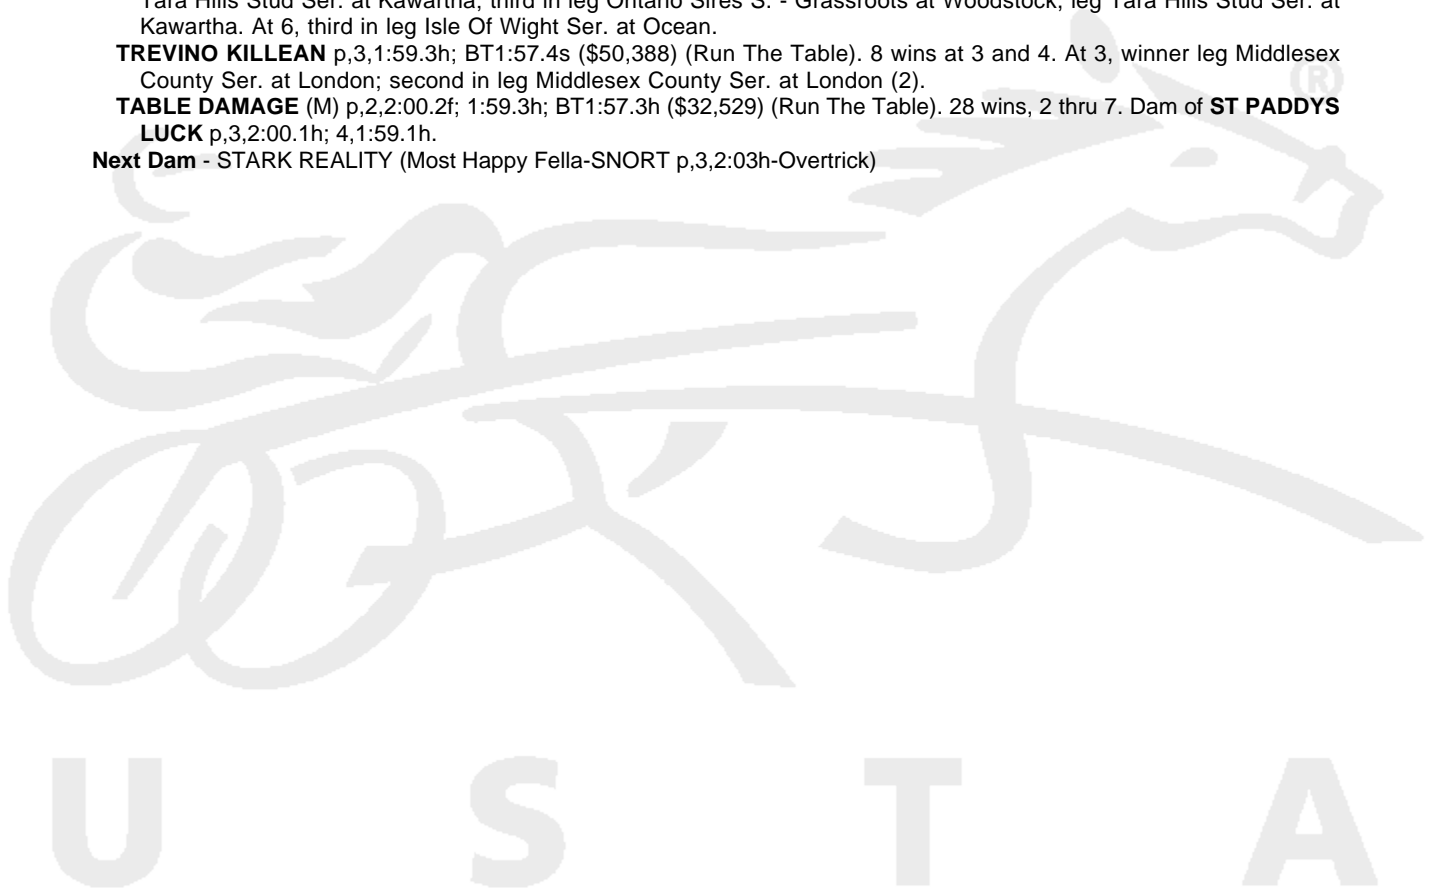 Tara Hills Stud Ser. at Kawartha; third in leg Ontario Sires S. - Grassroots at Woodstock, leg Tara Hills Stud Ser. at
Kawartha. At 6, third in leg Isle Of Wight Ser. at Ocean.
TREVINO KILLEAN p,3,1:59.3h; BT1:57.4s ($50,388) (Run The Table). 8 wins at 3 and 4. At 3, winner leg Middlesex
County Ser. at London; second in leg Middlesex County Ser. at London (2).
TABLE DAMAGE (M) p,2,2:00.2f; 1:59.3h; BT1:57.3h ($32,529) (Run The Table). 28 wins, 2 thru 7. Dam of ST PADDYS
LUCK p,3,2:00.1h; 4,1:59.1h.
Next Dam - STARK REALITY (Most Happy Fella-SNORT p,3,2:03h-Overtrick)
®
U S T A